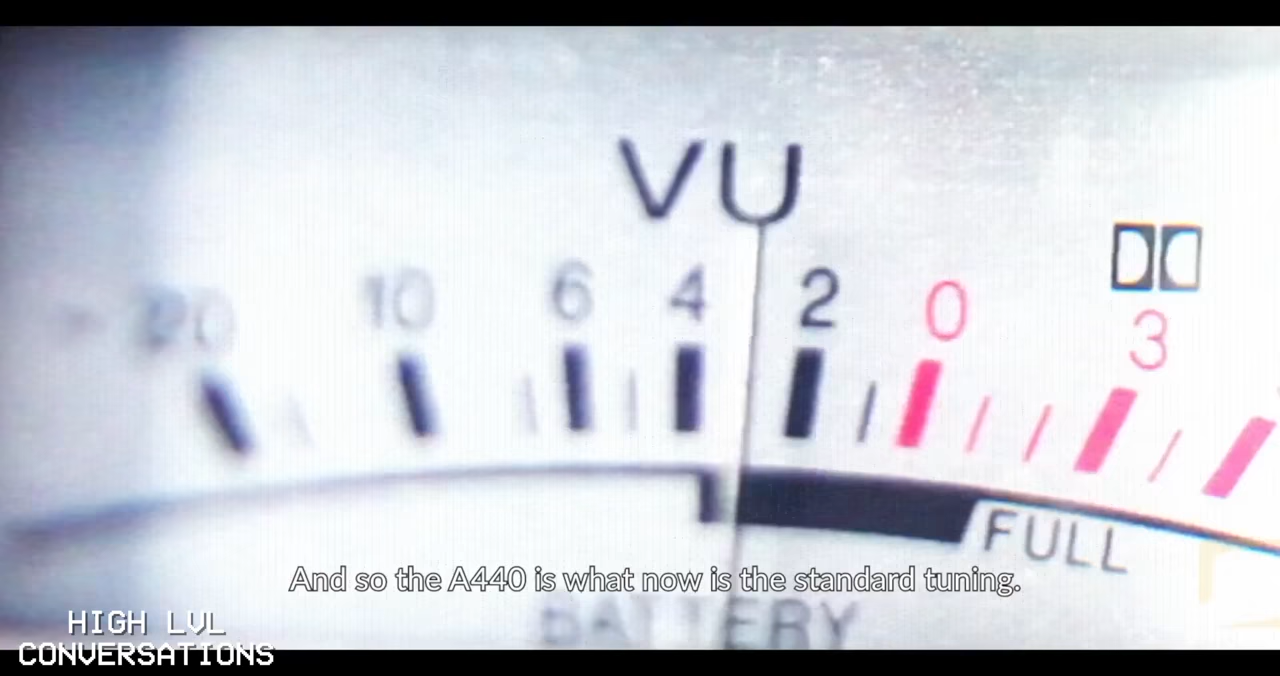 VU
20 10 6 4 2 0 3
FULL
And so the A440 is what now is the standard tuning.
BATTERY
HIGH LVL
CONVERSATIONS